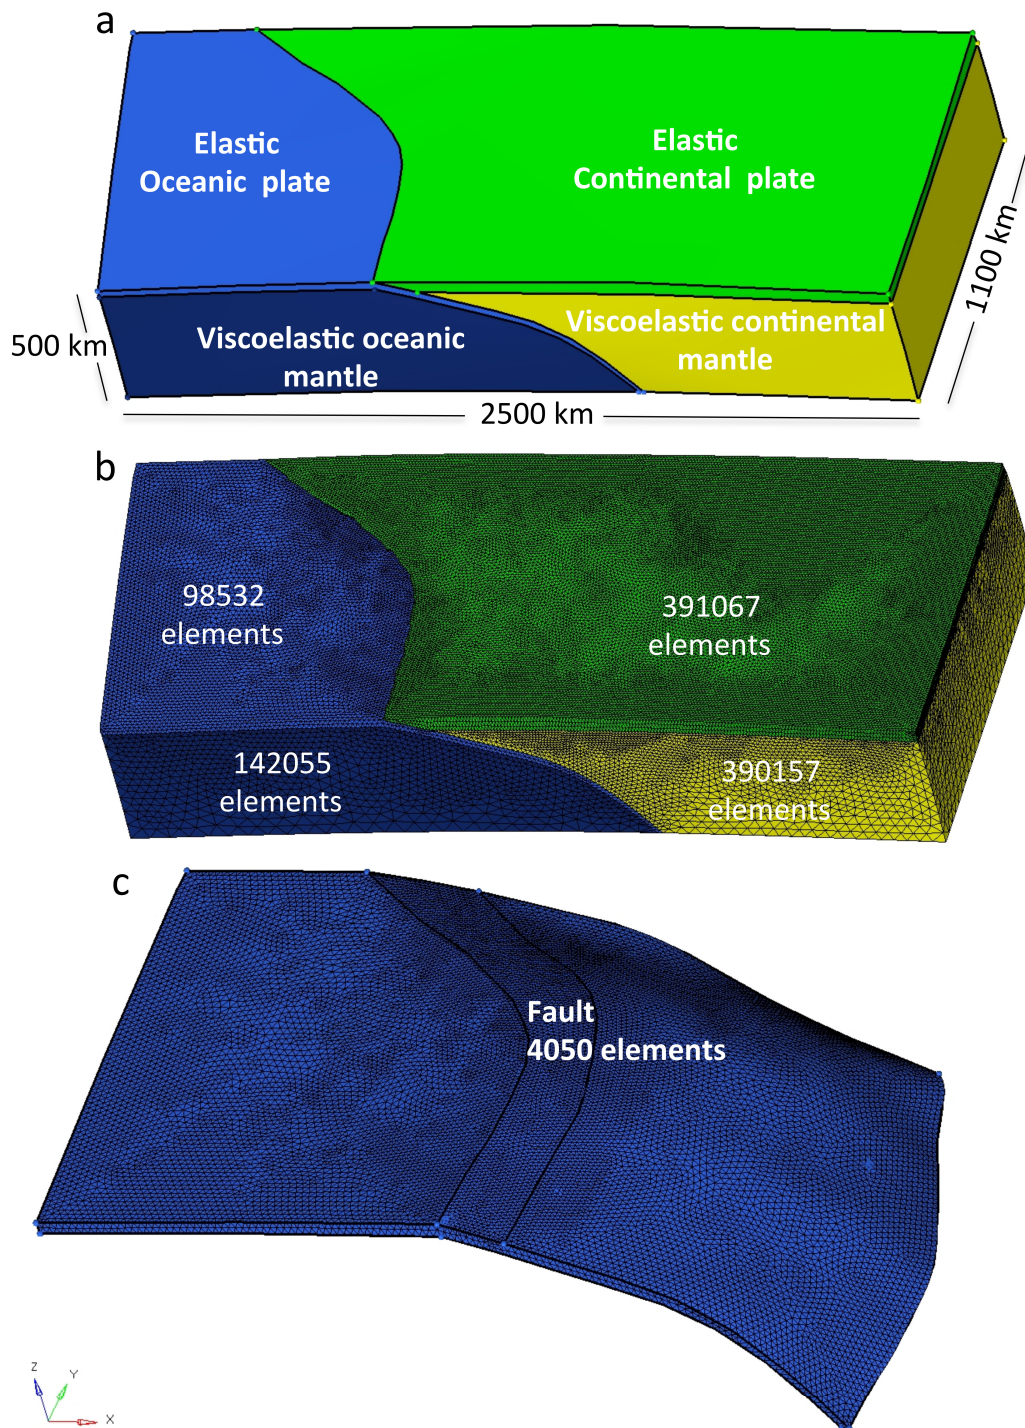 a
Elastic
Oceanic plate
Elastic
Continental plate
Viscoelastic oceanic
mantle
Viscoelastic continental
mantle
500 km
2500 km
1100 km
b
98532
elements
391067
elements
142055
elements
390157
elements
c
Fault
4050 elements
Z
Y
X